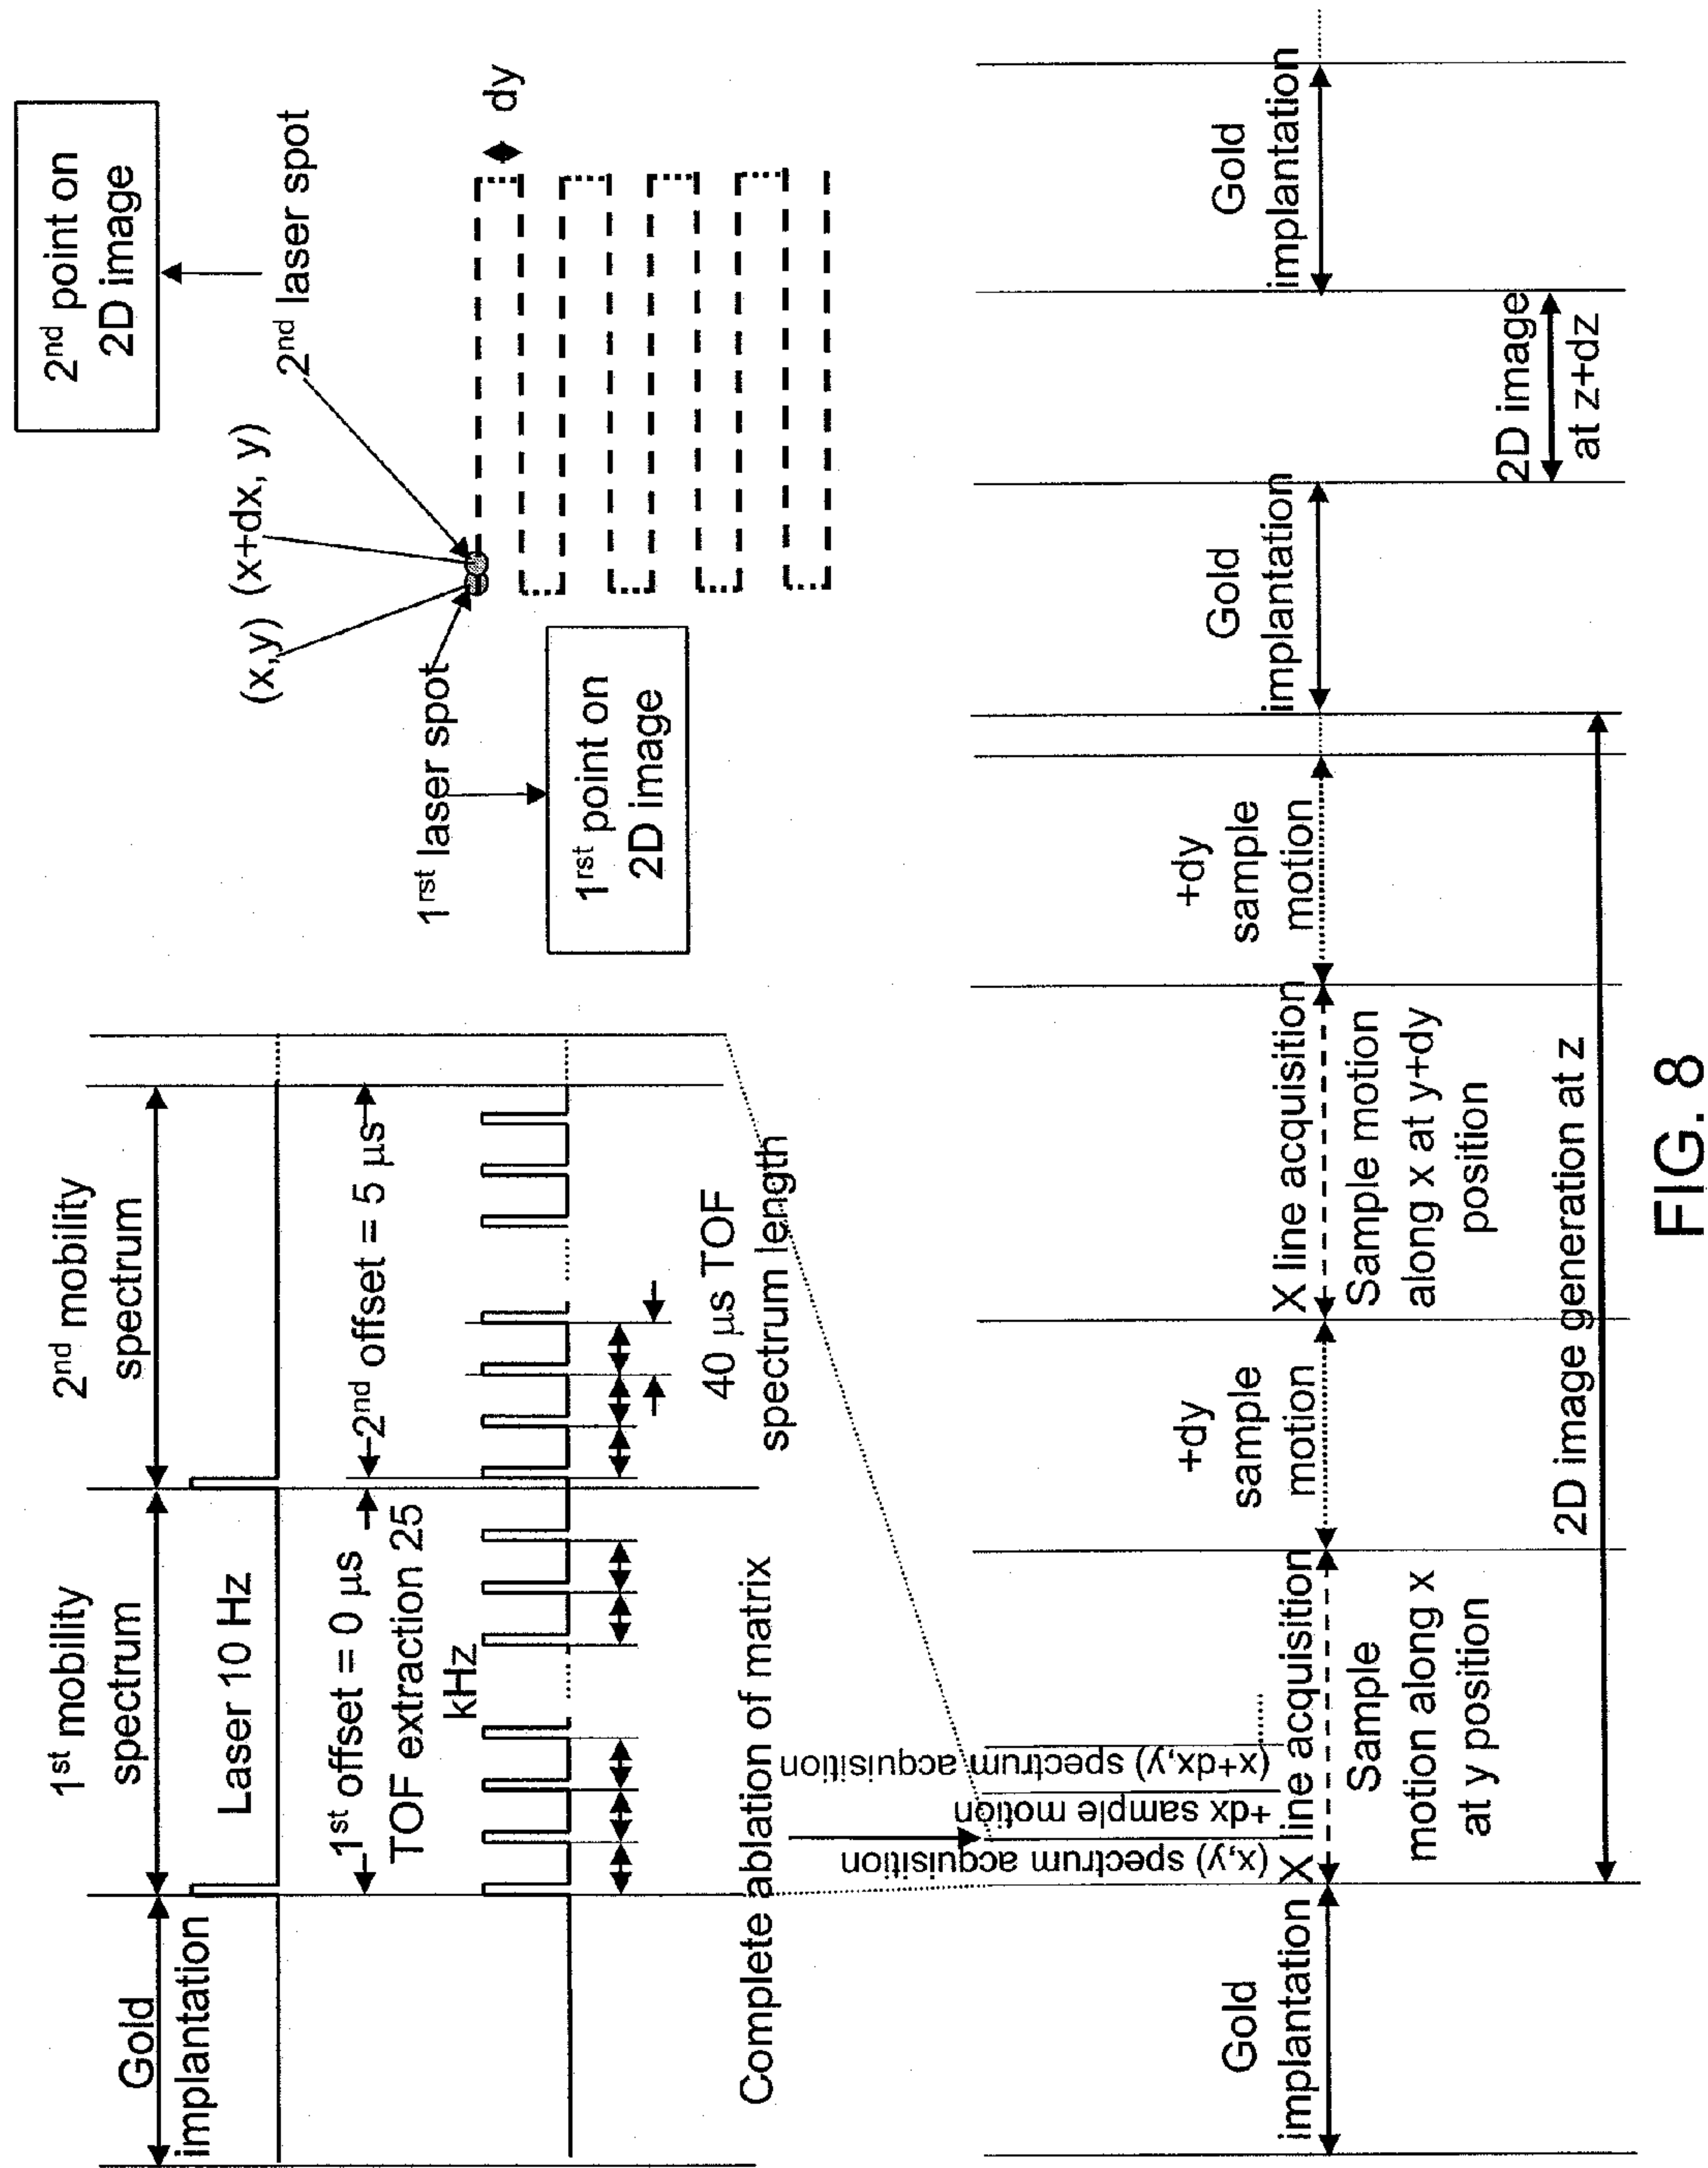 Gold
implantation
1st mobility
spectrum
2nd mobility
spectrum
Laser 10 Hz
1st offset = 0 μs
2nd offset = 5 μs
TOF extraction 25
kHz
40 μs TOF
spectrum length
Complete ablation of matrix
2nd point on
2D image
(x,y)
(x+dx, y)
2nd laser spot
1rst laser spot
dy
1rst point on
2D image
(x,y) spectrum acquisition
+dx sample motion
(x+dx,y) spectrum acquisition
Gold
implantation
X line acquisition
Sample
motion along x
at y position
+dy
sample
motion
X line acquisition
Sample motion
along x at y+dy
position
+dy
sample
motion
Gold
implantation
2D image
at z+dz
Gold
implantation
2D image generation at z
FIG. 8